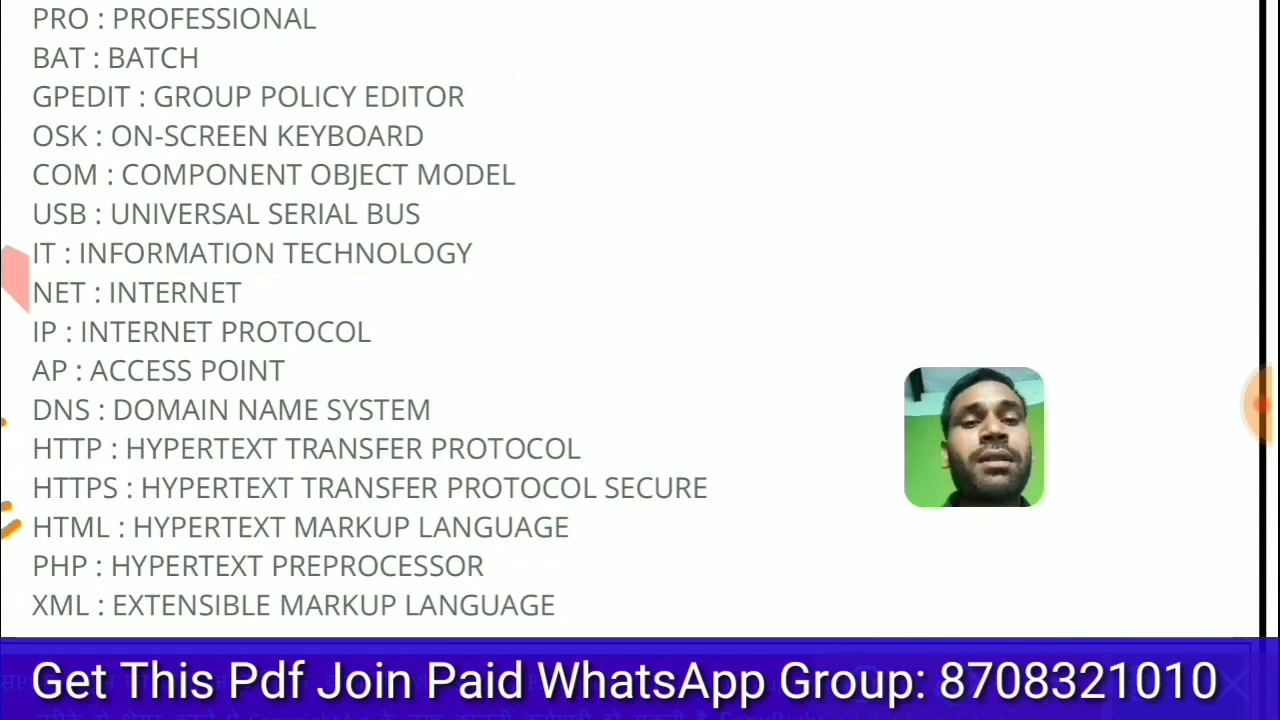 PRO : PROFESSIONAL
BAT : BATCH
GPEDIT : GROUP POLICY EDITOR
OSK : ON-SCREEN KEYBOARD
COM : COMPONENT OBJECT MODEL
USB : UNIVERSAL SERIAL BUS
IT : INFORMATION TECHNOLOGY
NET : INTERNET
IP : INTERNET PROTOCOL
AP : ACCESS POINT
DNS : DOMAIN NAME SYSTEM
HTTP : HYPERTEXT TRANSFER PROTOCOL
HTTPS : HYPERTEXT TRANSFER PROTOCOL SECURE
HTML : HYPERTEXT MARKUP LANGUAGE
PHP : HYPERTEXT PREPROCESSOR
XML : EXTENSIBLE MARKUP LANGUAGE
Get This Pdf Join Paid WhatsApp Group: 8708321010